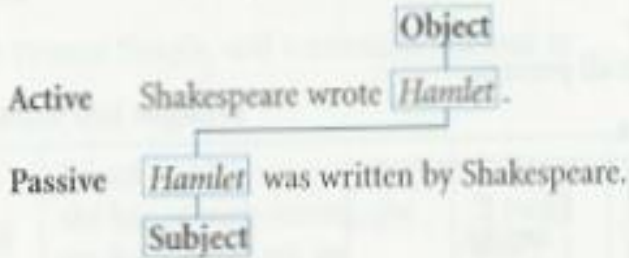 Object
Active Shakespeare wrote Hamlet.
Passive Hamlet was written by Shakespeare.
Subject